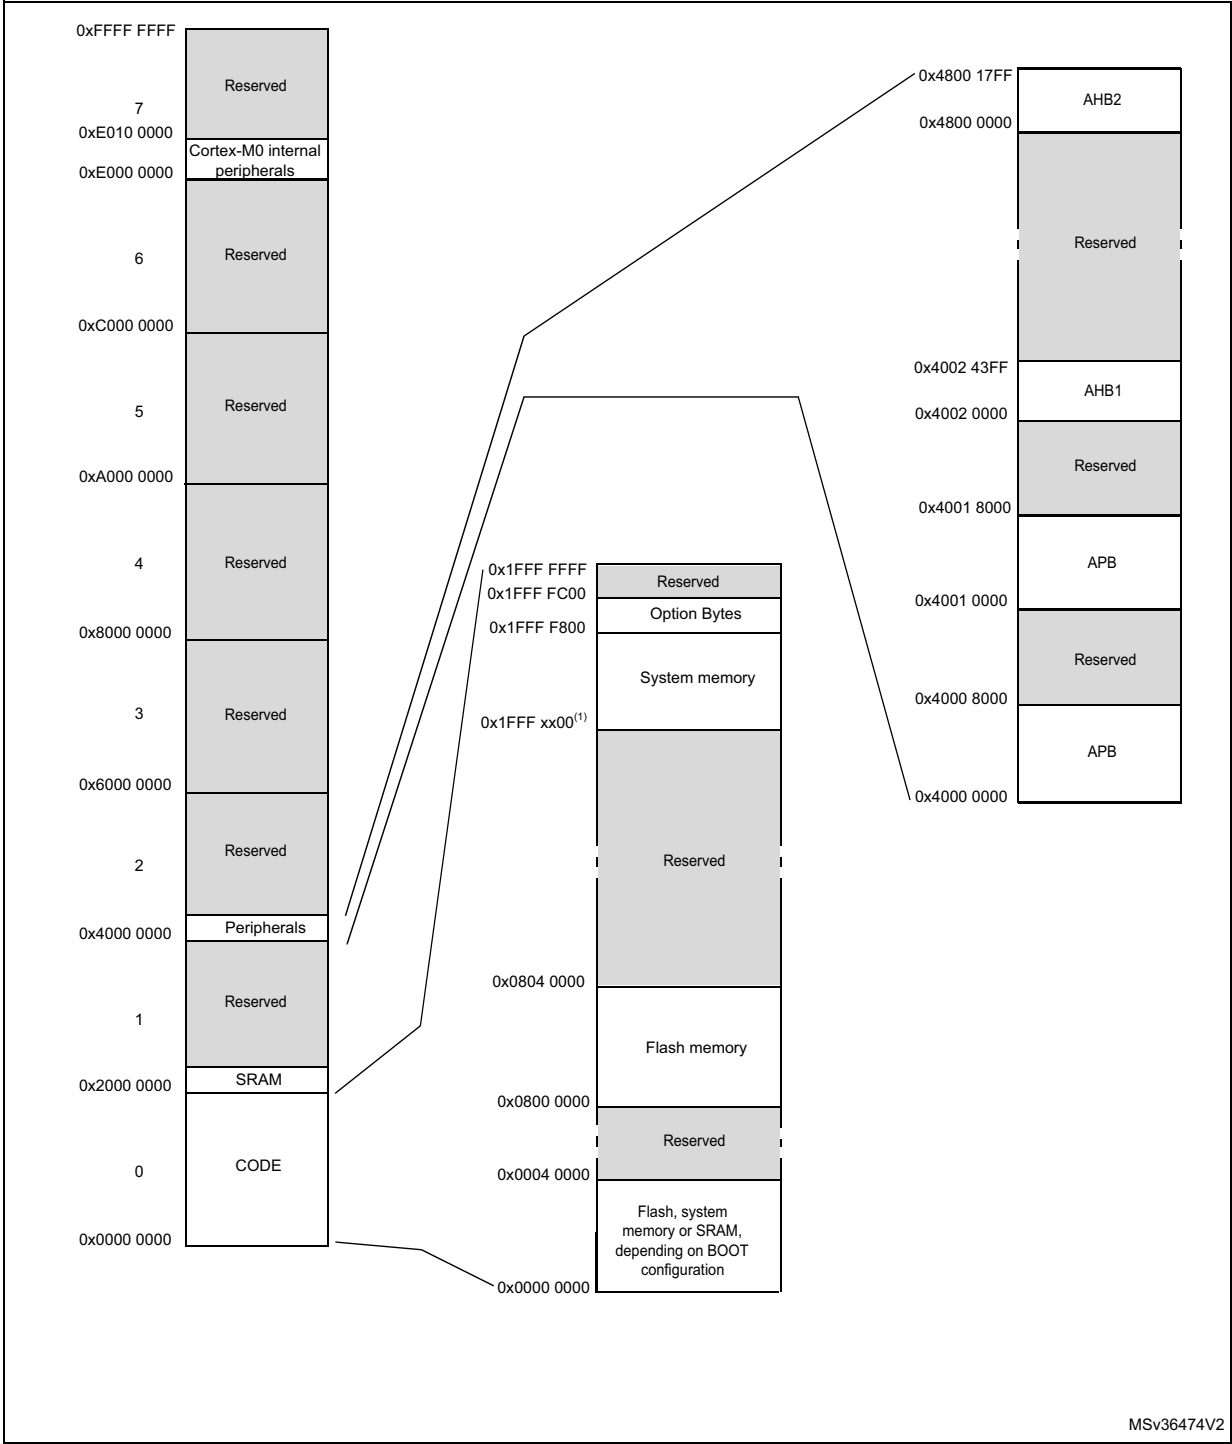 0xFFFF FFFF
Reserved
7
0xE010 0000
Cortex-M0 internal
peripherals
0xE000 0000
Reserved
6
0xC000 0000
Reserved
5
0xA000 0000
Reserved
4
0x8000 0000
Reserved
3
0x6000 0000
Reserved
2
Peripherals
0x4000 0000
Reserved
1
SRAM
0x2000 0000
CODE
0
0x0000 0000
0x1FFF FFFF
Reserved
0x1FFF FC00
Option Bytes
0x1FFF F800
System memory
0x1FFF xx00(1)
Reserved
0x0804 0000
Flash memory
0x0800 0000
Reserved
0x0004 0000
Flash, system
memory or SRAM,
depending on BOOT
configuration
0x0000 0000
0x4800 17FF
AHB2
0x4800 0000
Reserved
0x4002 43FF
AHB1
0x4002 0000
Reserved
0x4001 8000
APB
0x4001 0000
Reserved
0x4000 8000
APB
0x4000 0000
MSv36474V2